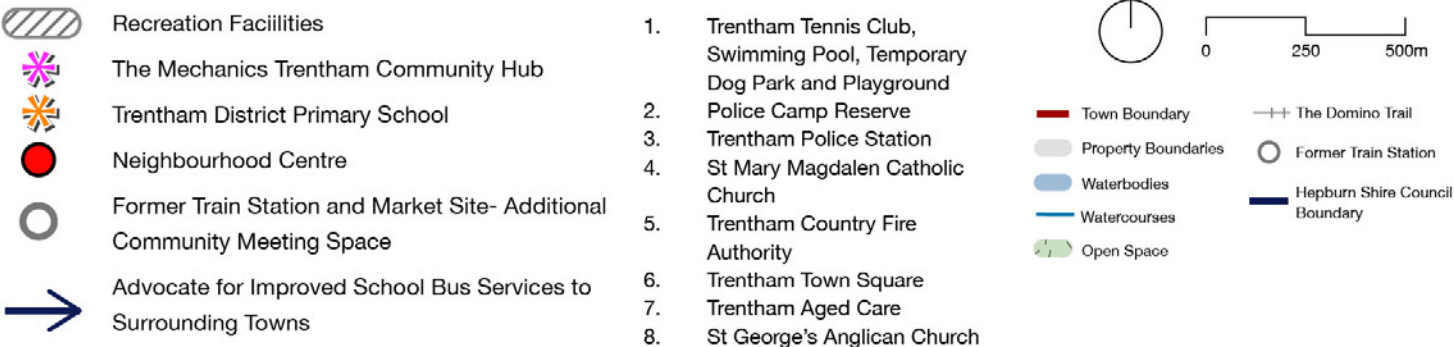 Recreation Faciilities
The Mechanics Trentham Community Hub
Trentham District Primary School
Neighbourhood Centre
Former Train Station and Market Site- Additional
Community Meeting Space
Advocate for Improved School Bus Services to
Surrounding Towns
1. Trentham Tennis Club,
Swimming Pool, Temporary
Dog Park and Playground
2. Police Camp Reserve
3. Trentham Police Station
4. St Mary Magdalen Catholic
Church
5. Trentham Country Fire
Authority
6. Trentham Town Square
7. Trentham Aged Care
8. St George's Anglican Church
0 250 500m
Town Boundary
Property Boundaries
Waterbodies
Watercourses
Open Space
The Domino Trail
Former Train Station
Hepburn Shire Council
Boundary